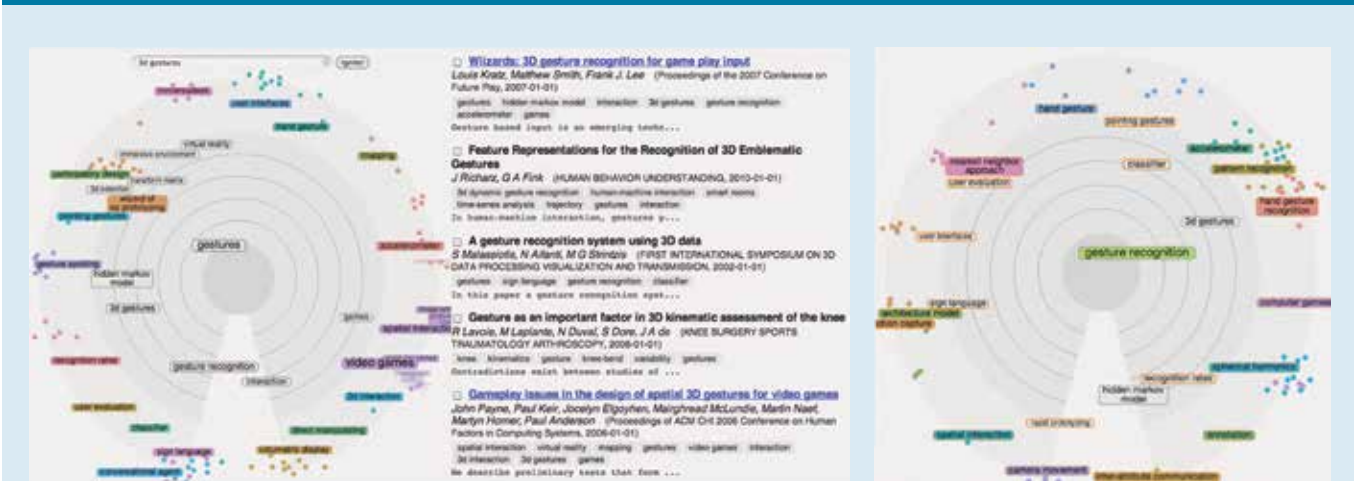 3d gestures
user interfaces
hand gesture
virtual reality
immersive environment
mapping
participatory design
wizard of
pointing gestures
gestures
accelerometer
gesture spotting
hidden markov
model
3d gestures
games
spatial interaction
recognition rates
gesture recognition
video games
interaction
3d interaction
user evaluation
classifier
direct manipulation
sign language
volumetric display
conversational agent
Wiizards: 3D gesture recognition for game play input
Louis Kratz, Matthew Smith, Frank J. Lee (Proceedings of the 2007 Conference on
Future Play, 2007-01-01)
gestures hidden markov model interaction 3d gestures gesture recognition
accelerometer games
Gesture based input is an emerging techn...
Feature Representations for the Recognition of 3D Emblematic
Gestures
J Richarz, G A Fink (HUMAN BEHAVIOR UNDERSTANDING, 2010-01-01)
3d dynamic gesture recognition human-machine interaction smart rooms
time-series analysis trajectory gestures interaction
In human-machine interaction, gestures p...
A gesture recognition system using 3D data
S Malassiotis, N Aifanti, M G Strintzis (FIRST INTERNATIONAL SYMPOSIUM ON 3D
DATA PROCESSING VISUALIZATION AND TRANSMISSION, 2002-01-01)
gestures sign language gesture recognition classifier
In this paper a gesture recognition syst...
Gesture as an important factor in 3D kinematic assessment of the knee
R Lavoie, M Laplante, N Duval, S Dore, J A de (KNEE SURGERY SPORTS
TRAUMATOLOGY ARTHROSCOPY, 2008-01-01)
knee kinematics gesture knee-bend variability gestures
Contradictions exist between studies of ...
Gameplay issues in the design of spatial 3D gestures for video games
John Payne, Paul Keir, Jocelyn Elgoyhen, Mairghread McLundie, Martin Naef,
Martyn Horner, Paul Anderson (Proceedings of ACM CHI 2006 Conference on Human
Factors in Computing Systems, 2006-01-01)
spatial interaction virtual reality mapping gestures video games interaction
3d interaction 3d gestures games
We describe preliminary tests that form ...
hand gesture
pointing gestures
accelerometer
nearest neighbor
approach
classifier
pattern recognition
user evaluation
hand gesture
recognition
3d gestures
user interfaces
gesture recognition
sign language
computer games
architecture model
spherical harmonics
recognition rates
hidden markov
model
rapid prototyping
spatial interaction
annotation
camera movement